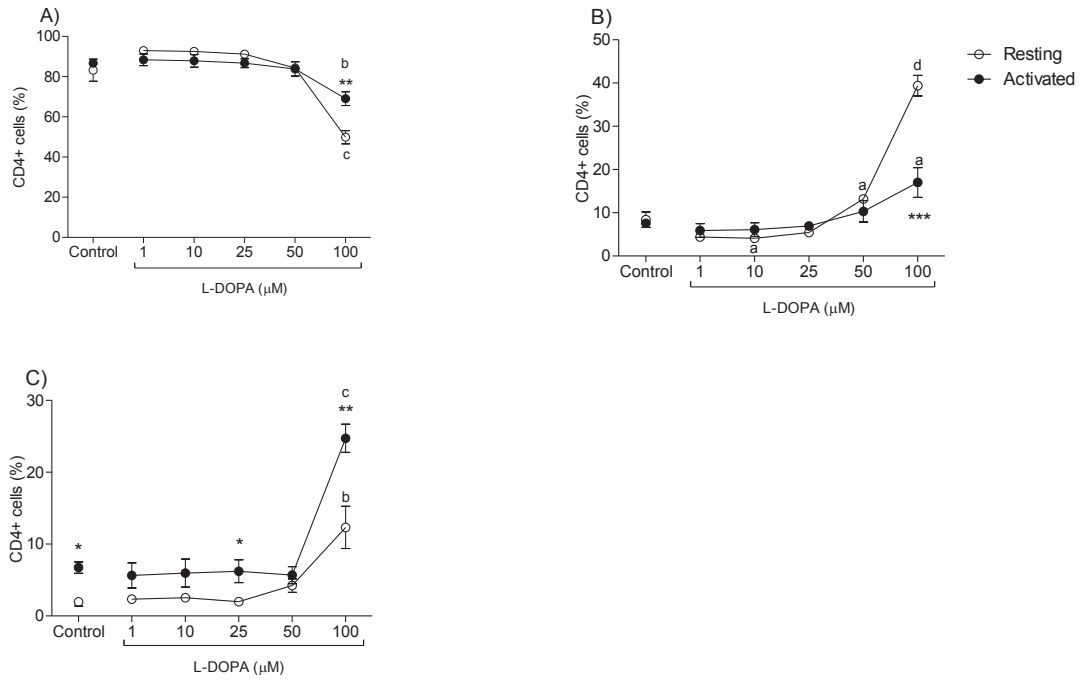 A)
CD4+ cells (%)
100
80
60
40
20
0
b
**
c
Control 1 10 25 50 100
L-DOPA (μM)
B)
CD4+ cells (%)
50
40
30
20
10
0
d
a
a
a
***
Control 1 10 25 50 100
L-DOPA (μM)
Resting
Activated
C)
CD4+ cells (%)
30
20
10
0
c
**
b
*
*
Control 1 10 25 50 100
L-DOPA (μM)